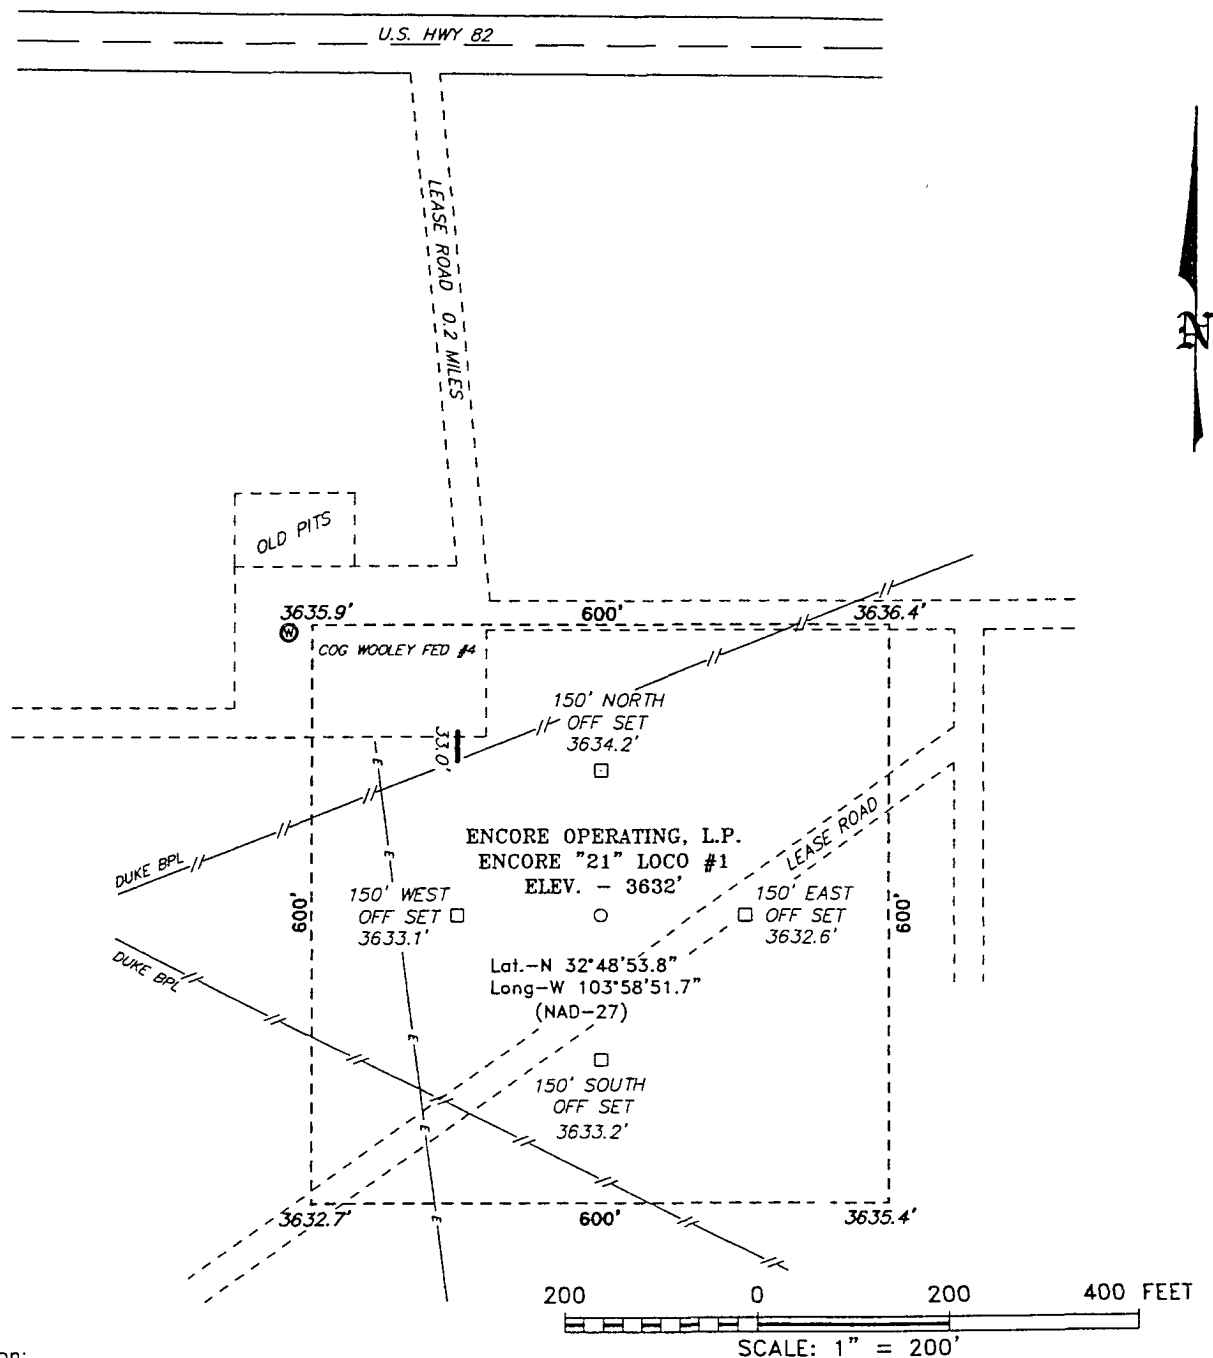 U.S. HWY 82
LEASE ROAD 0.2 MILES
N
OLD PITS
3635.9'
600'
3636.4'
W
COG WOOLEY FED #4
150' NORTH
OFF SET
3634.2'
33.0'
E
DUKE BPL
LEASE ROAD
ENCORE OPERATING, L.P.
ENCORE "21" LOCO #1
ELEV. - 3632'
E
600'
150' WEST
OFF SET
3633.1'
150' EAST
OFF SET
3632.6'
600'
DUKE BPL
Lat.-N 32°48'53.8"
Long-W 103°58'51.7"
(NAD-27)
E
150' SOUTH
OFF SET
3633.2'
E
E
3632.7'
600'
3635.4'
200 0 200 400 FEET
SCALE: 1" = 200'